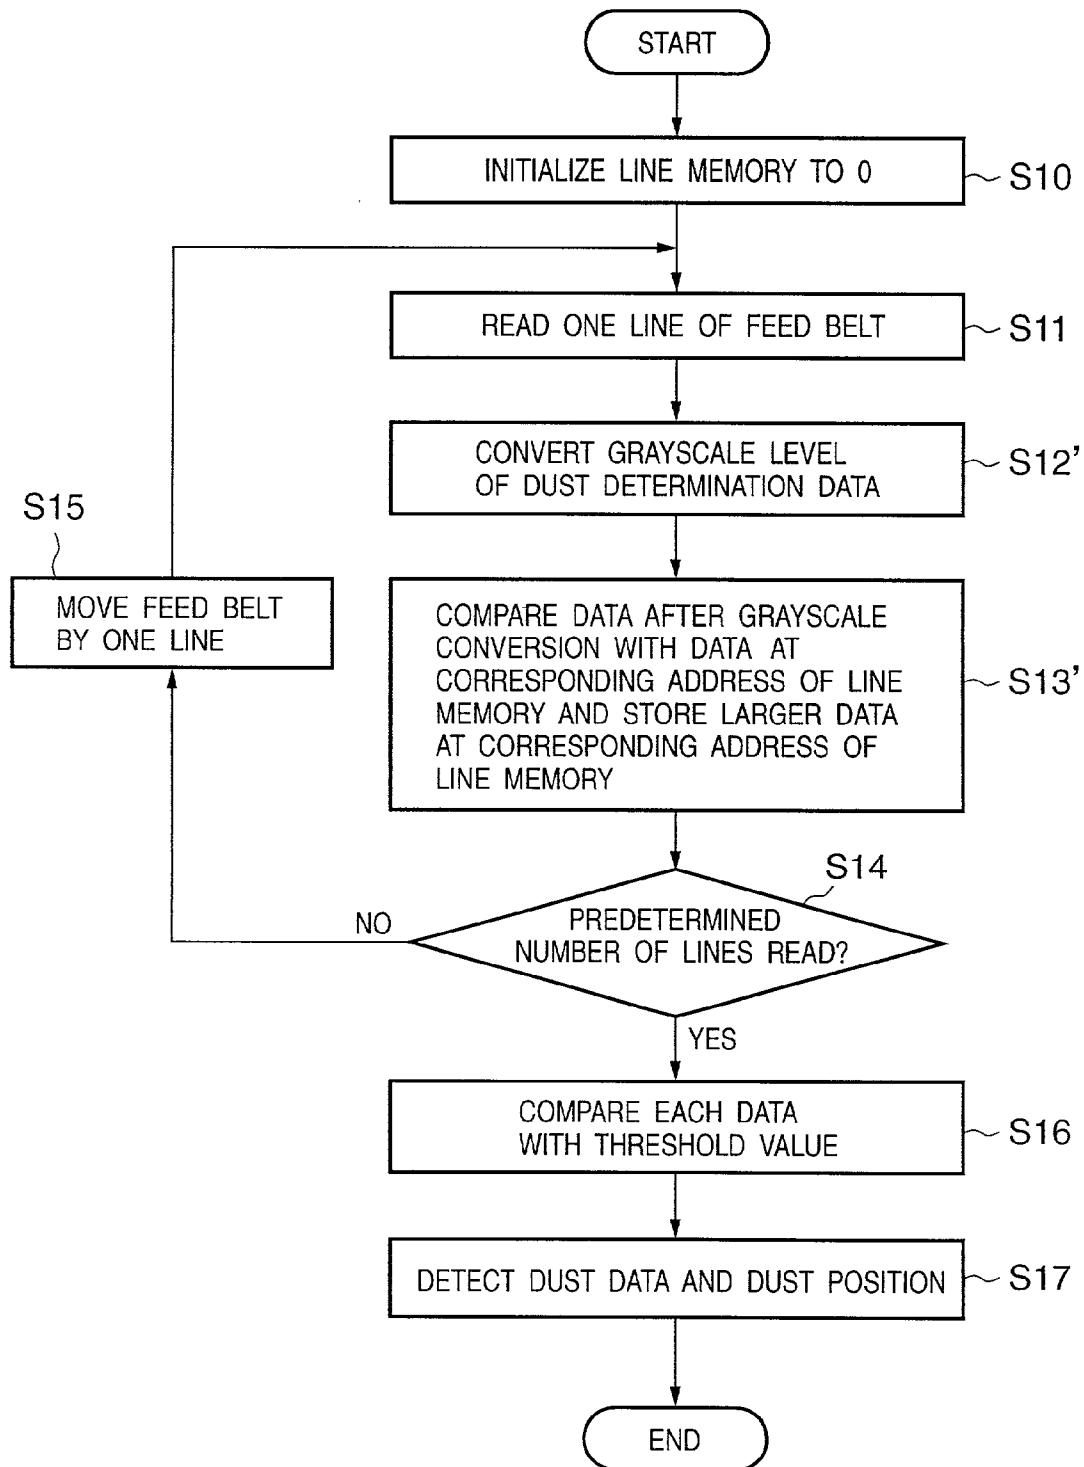 START
INITIALIZE LINE MEMORY TO 0
S10
READ ONE LINE OF FEED BELT
S11
CONVERT GRAYSCALE LEVEL
OF DUST DETERMINATION DATA
S12'
S15
MOVE FEED BELT
BY ONE LINE
COMPARE DATA AFTER GRAYSCALE
CONVERSION WITH DATA AT
CORRESPONDING ADDRESS OF LINE
MEMORY AND STORE LARGER DATA
AT CORRESPONDING ADDRESS OF
LINE MEMORY
S13'
S14
NO
PREDETERMINED
NUMBER OF LINES READ?
YES
COMPARE EACH DATA
WITH THRESHOLD VALUE
S16
DETECT DUST DATA AND DUST POSITION
S17
END